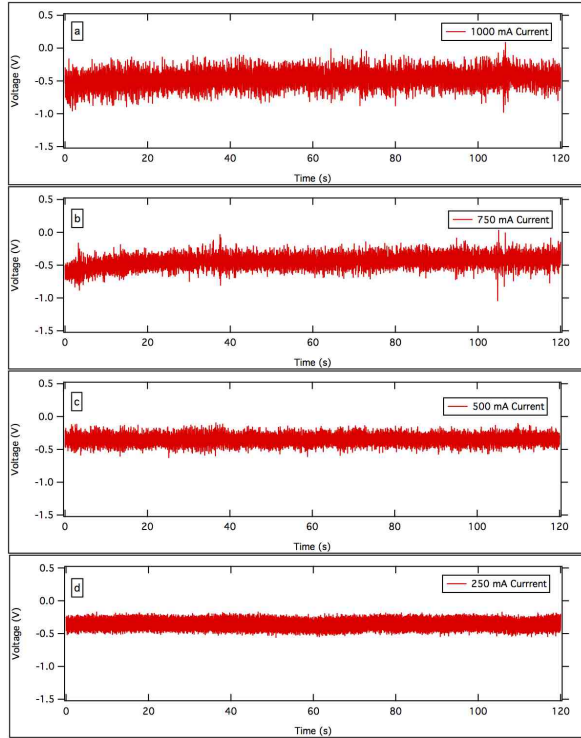 a
1000 mA Current
Voltage (V)
0.5
0.0
-0.5
-1.0
-1.5
0 20 40 60 80 100 120
Time (s)
b
750 mA Current
Voltage (V)
0.5
0.0
-0.5
-1.0
-1.5
0 20 40 60 80 100 120
Time (s)
c
500 mA Current
Voltage (V)
0.5
0.0
-0.5
-1.0
-1.5
0 20 40 60 80 100 120
Time (s)
d
250 mA Currrent
Voltage (V)
0.5
0.0
-0.5
-1.0
-1.5
0 20 40 60 80 100 120
Time (s)